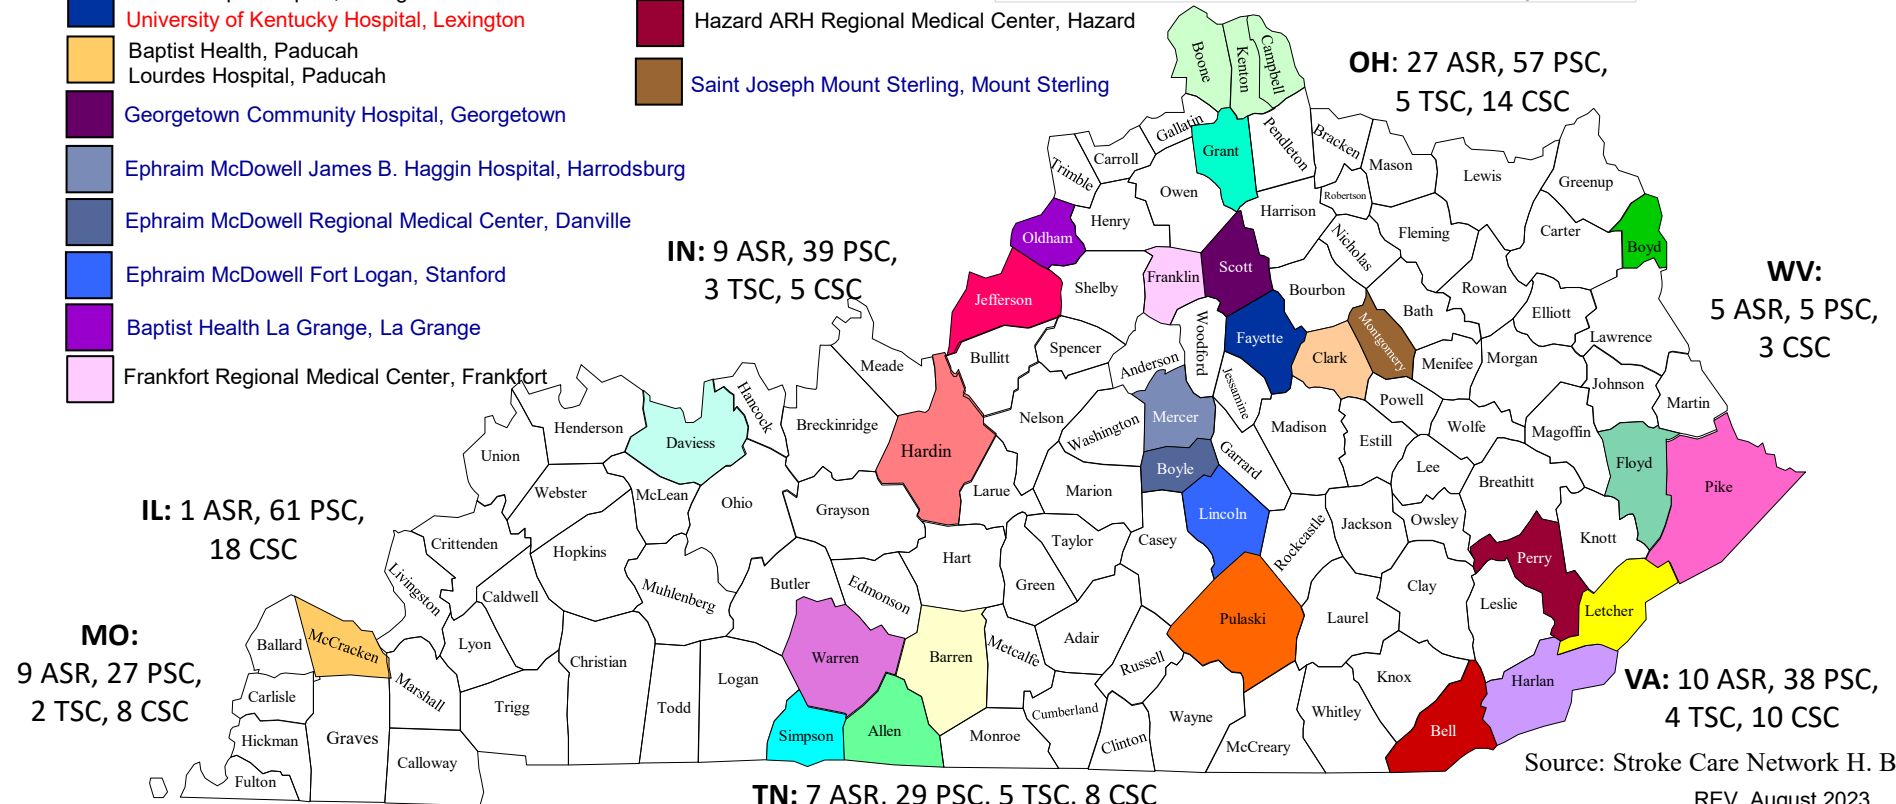 University of Kentucky Hospital, Lexington
Baptist Health, Paducah
Lourdes Hospital, Paducah
Georgetown Community Hospital, Georgetown
Ephraim McDowell James B. Haggin Hospital, Harrodsburg
Ephraim McDowell Regional Medical Center, Danville
Ephraim McDowell Fort Logan, Stanford
Baptist Health La Grange, La Grange
Frankfort Regional Medical Center, Frankfort
Hazard ARH Regional Medical Center, Hazard
Saint Joseph Mount Sterling, Mount Sterling
OH: 27 ASR, 57 PSC,
5 TSC, 14 CSC
IN: 9 ASR, 39 PSC,
3 TSC, 5 CSC
WV:
5 ASR, 5 PSC,
3 CSC
IL: 1 ASR, 61 PSC,
18 CSC
MO:
9 ASR, 27 PSC,
2 TSC, 8 CSC
VA: 10 ASR, 38 PSC,
4 TSC, 10 CSC
TN: 7 ASR, 29 PSC, 5 TSC, 8 CSC
Boone
Kenton
Campbell
Gallatin
Grant
Pendleton
Bracken
Mason
Lewis
Greenup
Carroll
Trimble
Owen
Robertson
Harrison
Henry
Oldham
Nicholas
Fleming
Carter
Boyd
Franklin
Scott
Shelby
Jefferson
Bourbon
Rowan
Bath
Elliott
Lawrence
Woodford
Fayette
Montgomery
Clark
Menifee
Morgan
Bullitt
Spencer
Anderson
Meade
Jessamine
Johnson
Martin
Powell
Hancock
Breckinridge
Nelson
Washington
Mercer
Madison
Estill
Wolfe
Magoffin
Henderson
Daviess
Hardin
Union
Boyle
Garrard
Lee
Breathitt
Floyd
Pike
Webster
McLean
Ohio
Grayson
Larue
Marion
Lincoln
Crittenden
Hopkins
Hart
Taylor
Casey
Rockcastle
Jackson
Owsley
Knott
Perry
Livingston
Caldwell
Muhlenberg
Butler
Edmonson
Green
Clay
Leslie
Letcher
Ballard
McCracken
Lyon
Christian
Warren
Barren
Metcalfe
Adair
Russell
Pulaski
Laurel
Knox
Harlan
Carlisle
Marshall
Trigg
Todd
Logan
Simpson
Allen
Monroe
Cumberland
Clinton
Wayne
McCreary
Whitley
Bell
Hickman
Graves
Calloway
Fulton
Source: Stroke Care Network H. B
REV. August 2023